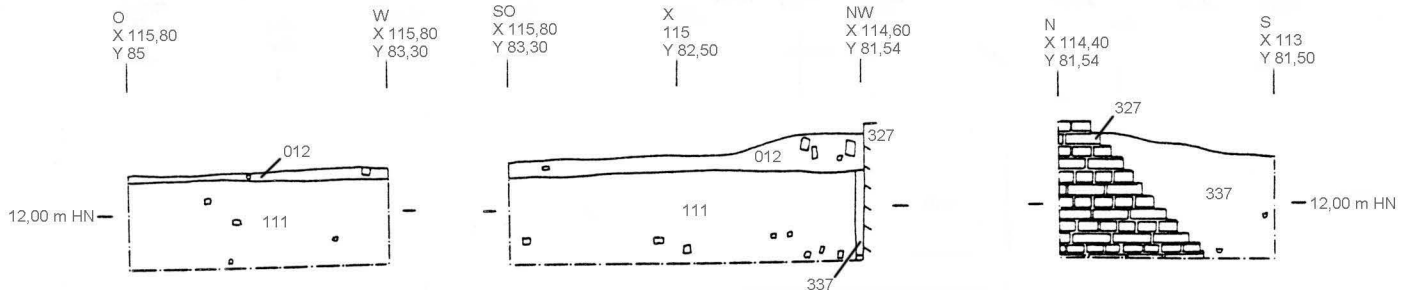 O
X 115,80
Y 85
W
X 115,80
Y 83,30
SO
X 115,80
Y 83,30
X
115
Y 82,50
NW
X 114,60
Y 81,54
N
X 114,40
Y 81,54
S
X 113
Y 81,50
327
327
012
012
12,00 m HN
111
111
337
12,00 m HN
337